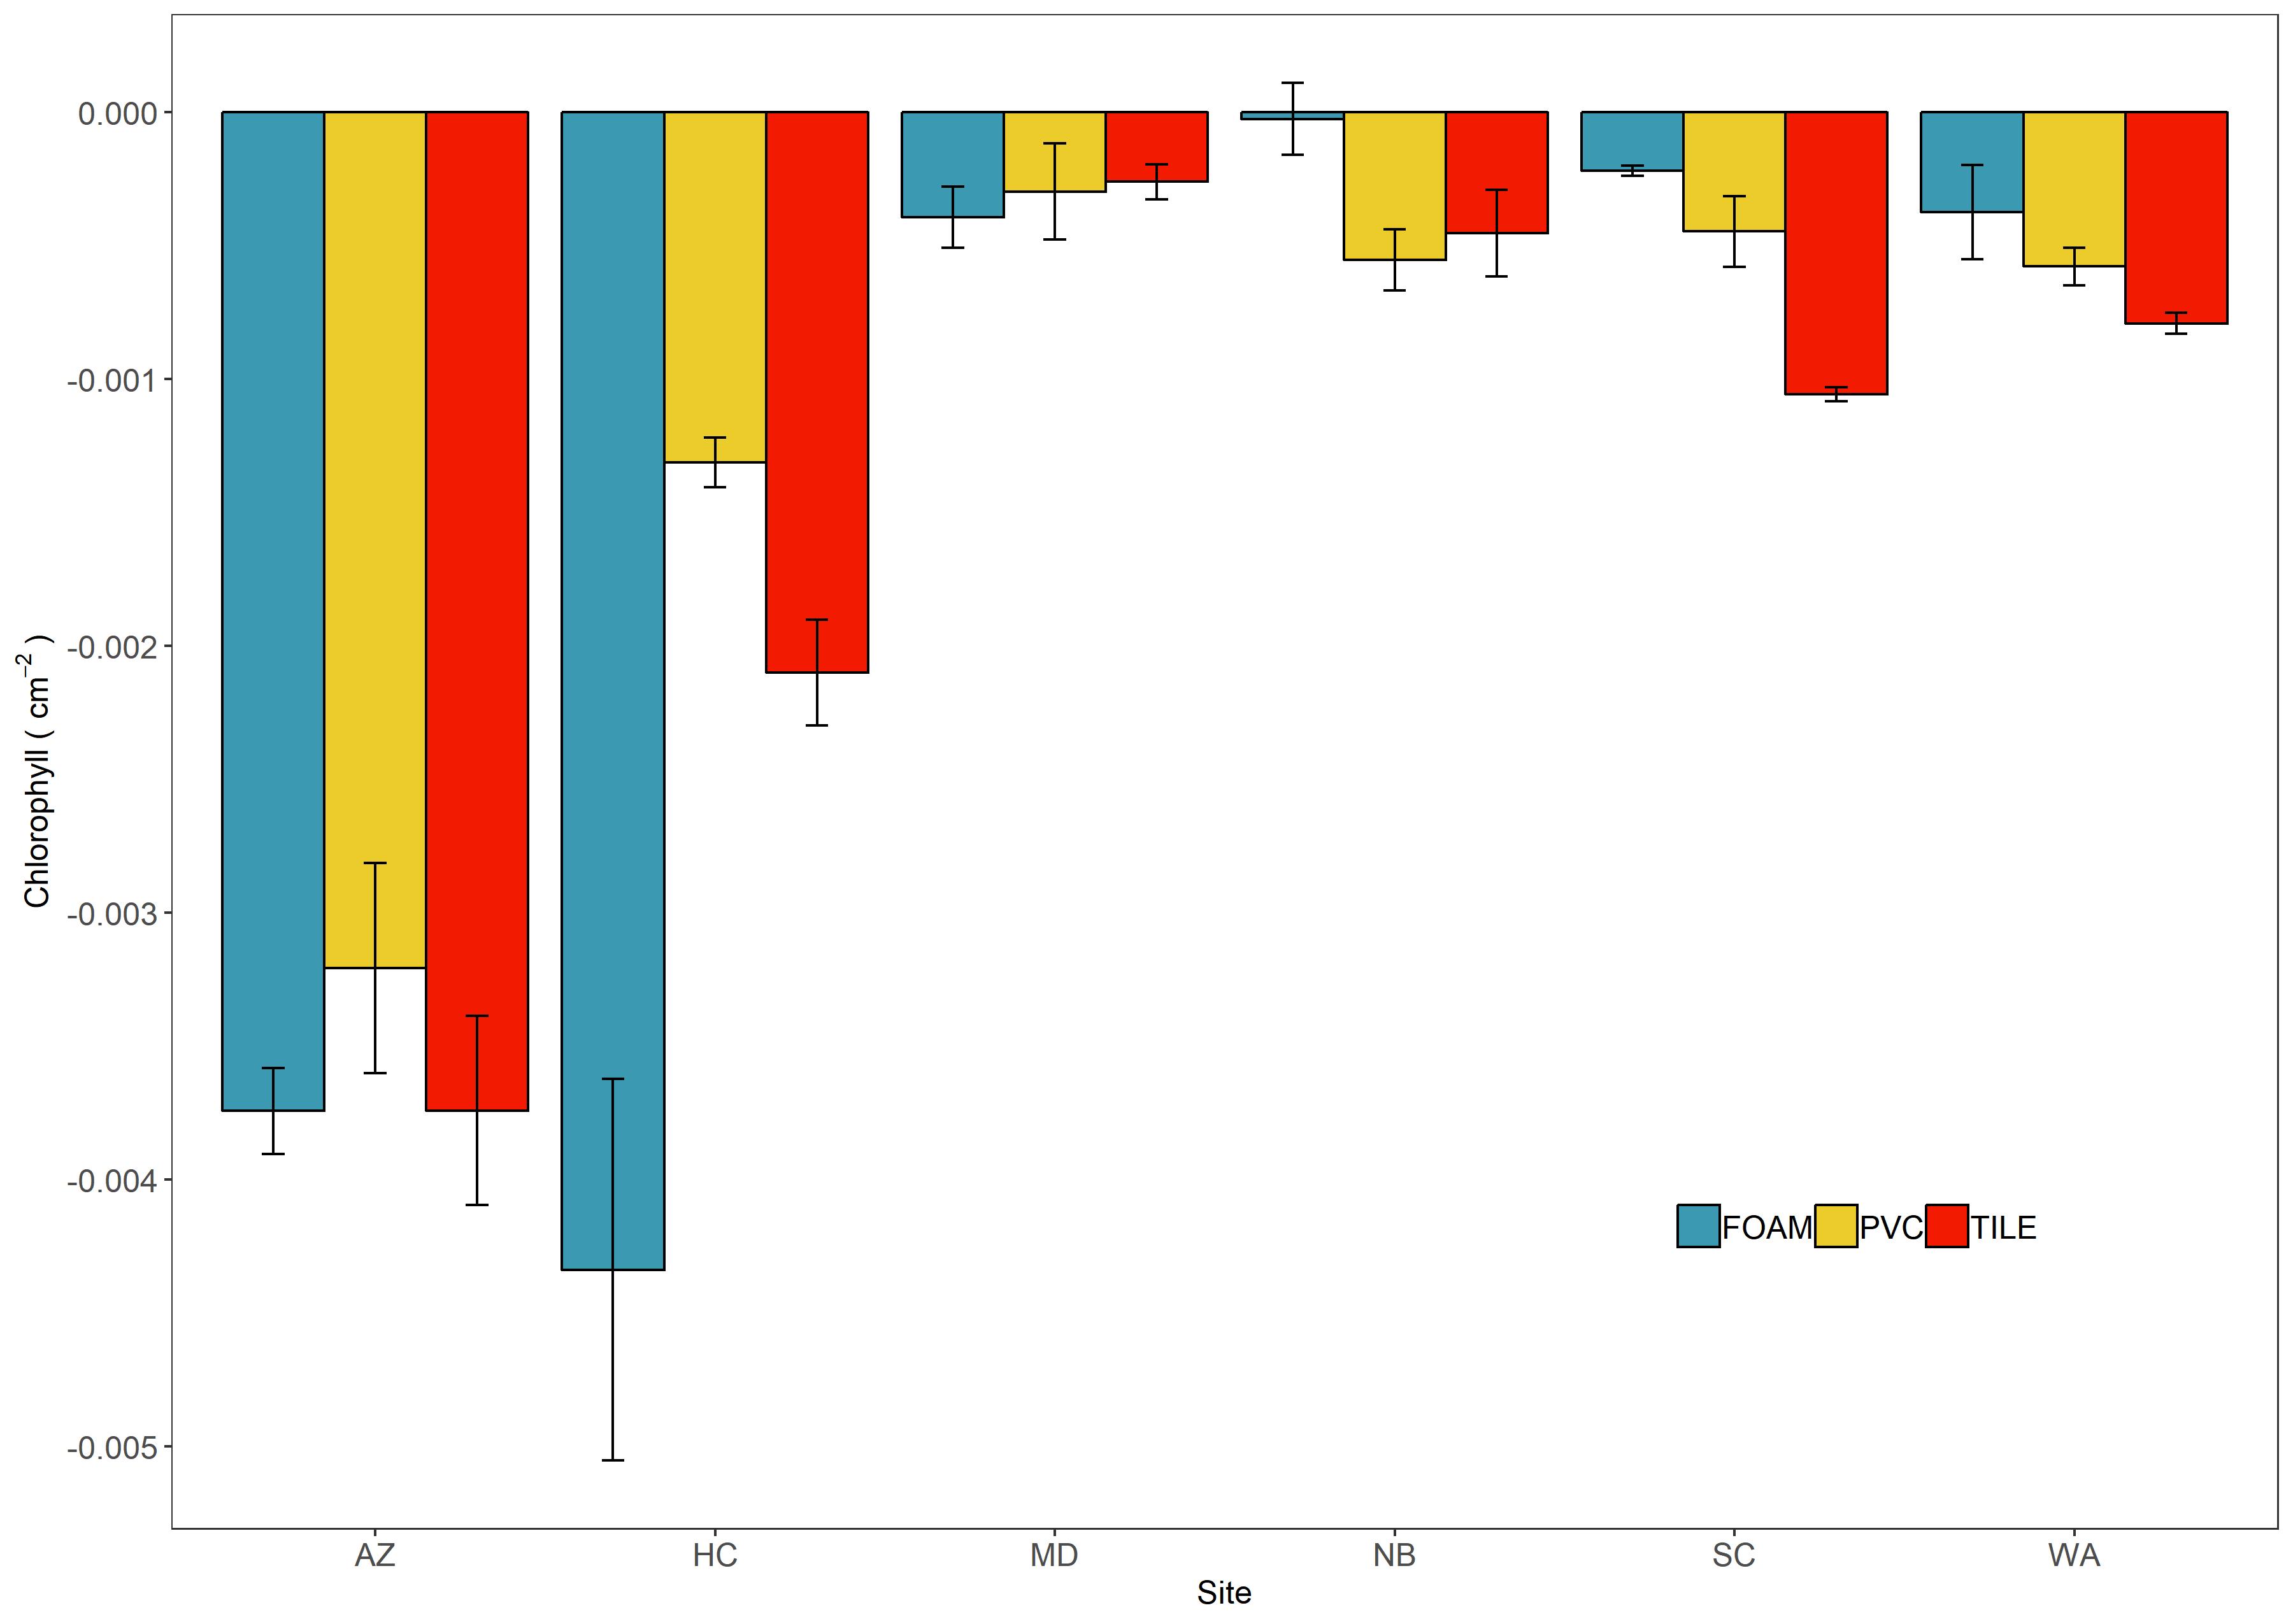 0.000
-0.001
-0.002
-0.003
-0.004
-0.005
Chlorophyll ( cm⁻² )
FOAM PVC TILE
AZ HC MD NB SC WA
Site